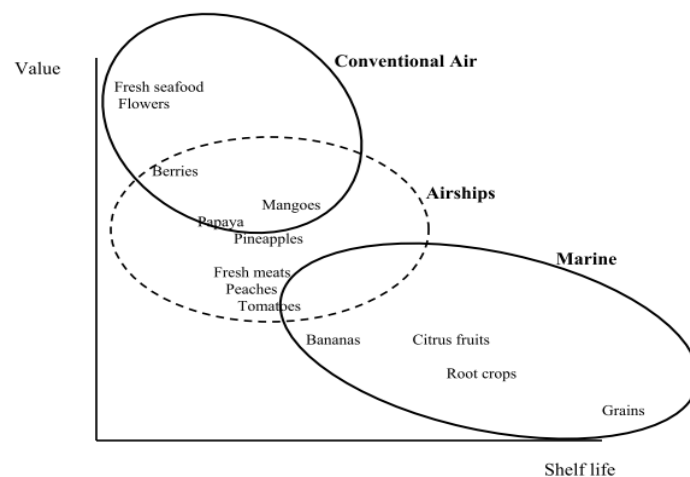 Conventional Air
Value
Fresh seafood
Flowers
Berries
Airships
Mangoes
Papaya
Pineapples
Marine
Fresh meats
Peaches
Tomatoes
Bananas
Citrus fruits
Root crops
Grains
Shelf life